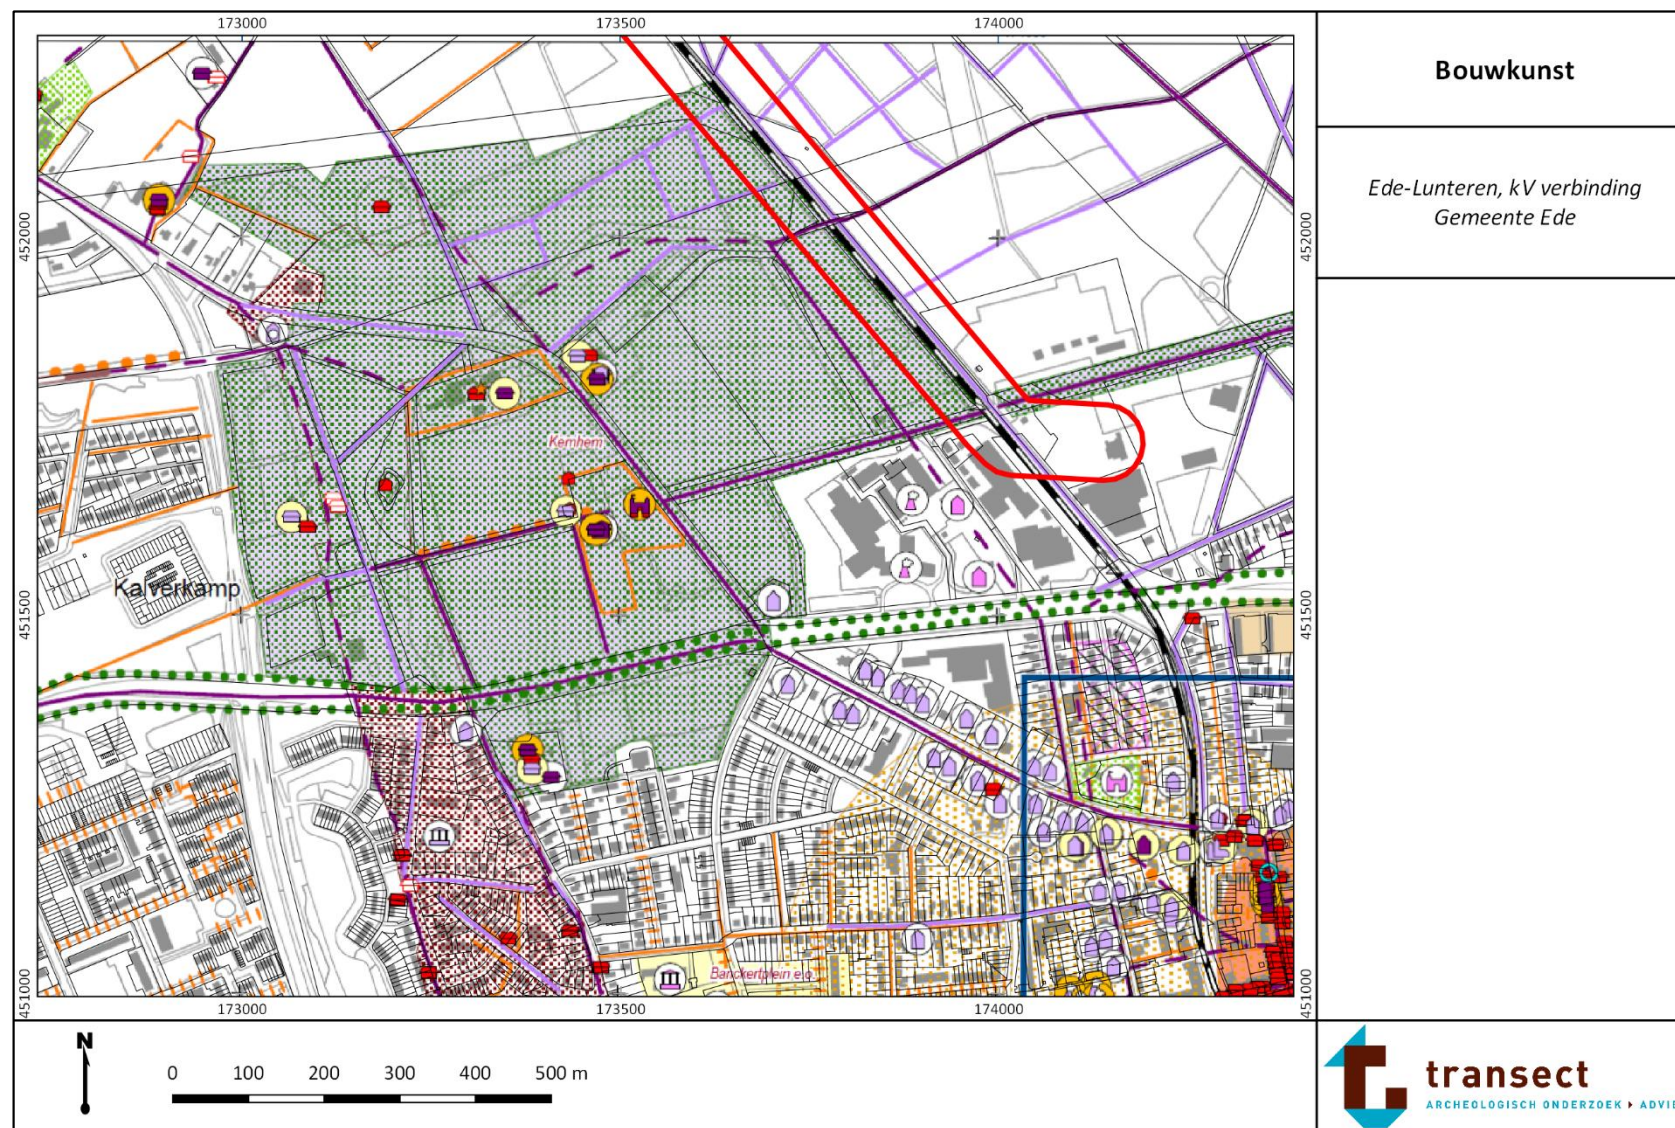 173000
173500
174000
Bouwkunst
Ede-Lunteren, kV verbinding
Gemeente Ede
452000
452000
Kernhem
Kalverkamp
451500
451500
Banckertplein e.o.
451000
451000
173000
173500
174000
N
0 100 200 300 400 500 m
transect
ARCHEOLOGISCH ONDERZOEK ▸ ADVIE